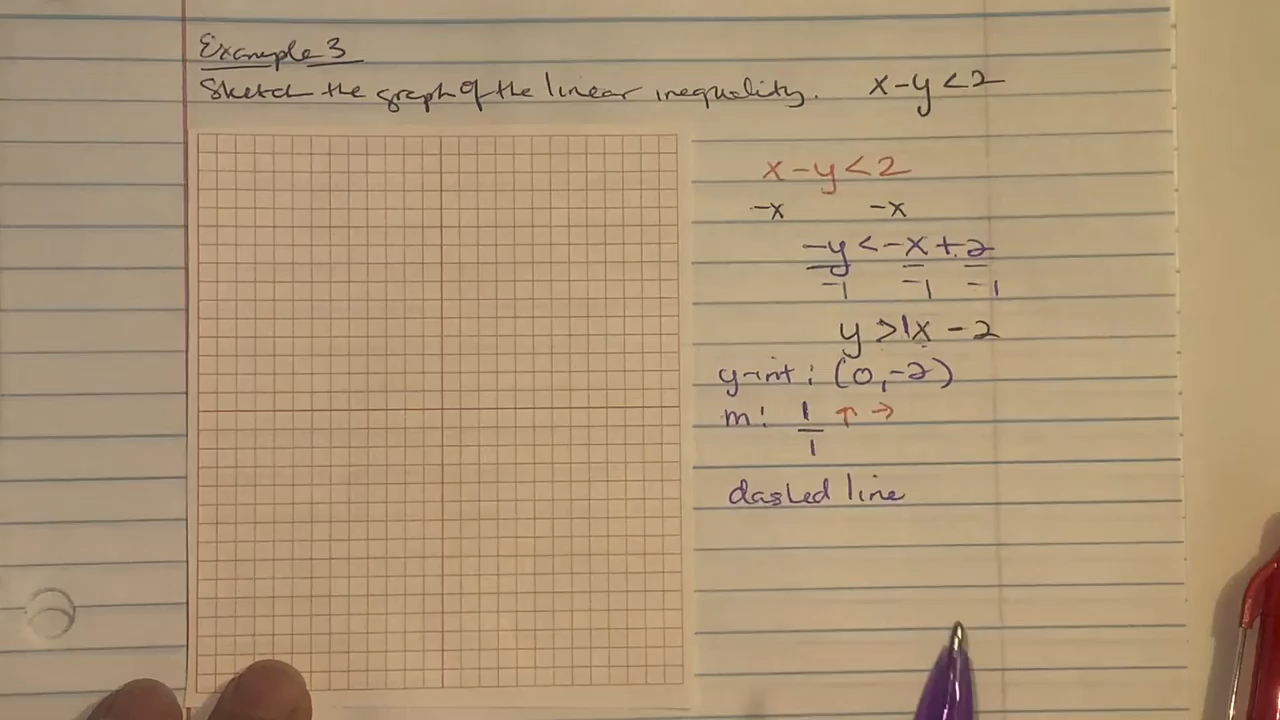 Example 3
Sketch the graph of the linear inequality. x-y<2
x-y<2
-x -x
-y<-x+2
-1 -1 -1
y>1x-2
y-int: (0,-2)
m: 1/1 ↑ →
dashed line